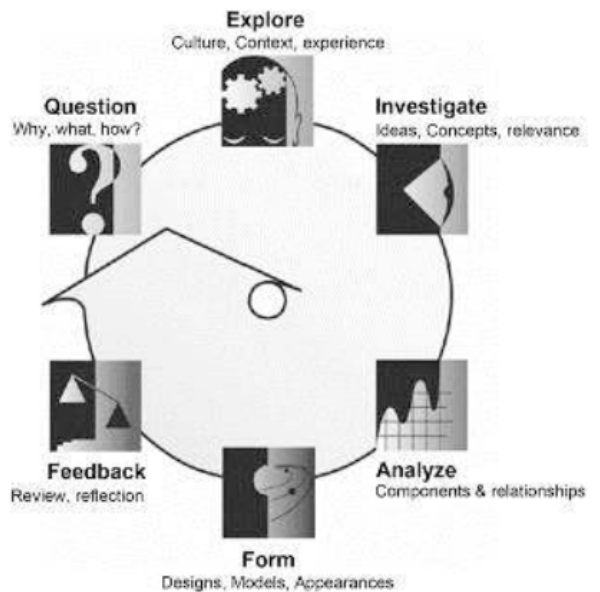 Explore
Culture, Context, experience
Question
Why, what, how?
Investigate
Ideas, Concepts, relevance
Feedback
Review, reflection
Analyze
Components & relationships
Form
Designs, Models, Appearances